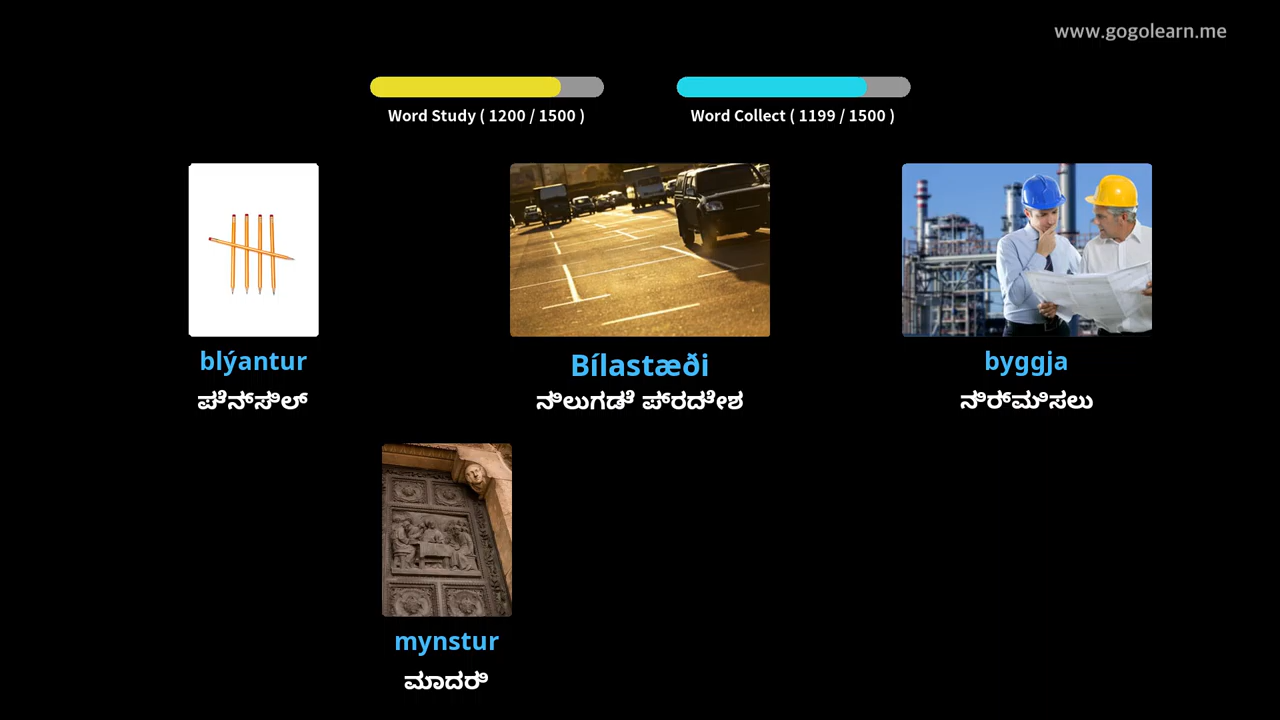 www.gogolearn.me
Word Study ( 1200 / 1500 )
Word Collect ( 1199 / 1500 )
blýantur
ಪೆನ್ಸಿಲ್
Bílastæði
ನಿಲುಗಡೆ ಪ್ರದೇಶ
byggja
ನಿರ್ಮಿಸಲು
mynstur
ಮಾದರಿ